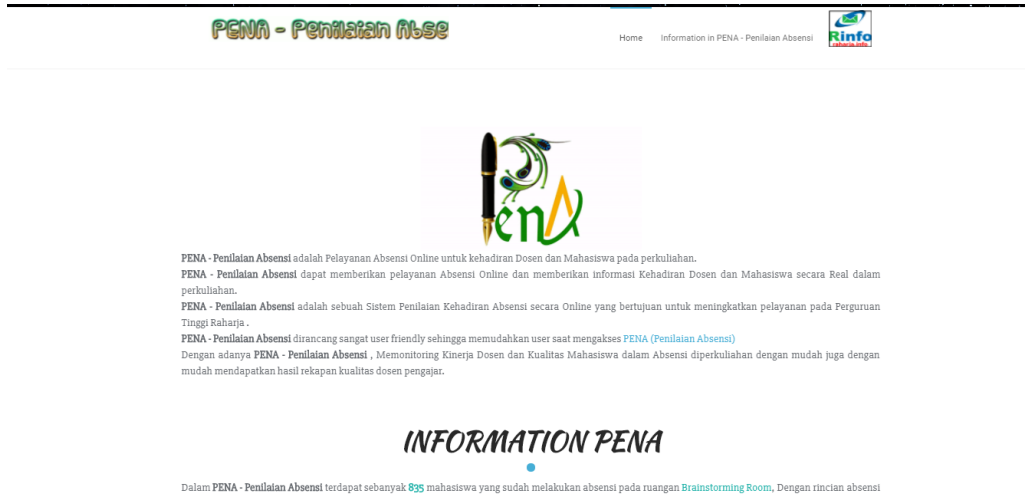 PENA - Penilaian Abse
Home Information in PENA - Penilaian Absensi
Rinfo
raharja.info
PenA
PENA - Penilaian Absensi adalah Pelayanan Absensi Online untuk kehadiran Dosen dan Mahasiswa pada perkuliahan.
PENA - Penilaian Absensi dapat memberikan pelayanan Absensi Online dan memberikan informasi Kehadiran Dosen dan Mahasiswa secara Real dalam
perkuliahan.
PENA - Penilaian Absensi adalah sebuah Sistem Penilaian Kehadiran Absensi secara Online yang bertujuan untuk meningkatkan pelayanan pada Perguruan
Tinggi Raharja .
PENA - Penilaian Absensi dirancang sangat user friendly sehingga memudahkan user saat mengakses PENA (Penilaian Absensi)
Dengan adanya PENA - Penilaian Absensi , Memonitoring Kinerja Dosen dan Kualitas Mahasiswa dalam Absensi diperkuliahan dengan mudah juga dengan
mudah mendapatkan hasil rekapan kualitas dosen pengajar.
INFORMATION PENA
Dalam PENA - Penilaian Absensi terdapat sebanyak 835 mahasiswa yang sudah melakukan absensi pada ruangan Brainstorming Room, Dengan rincian absensi